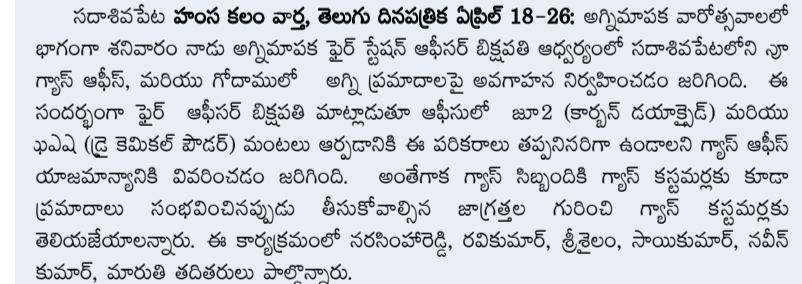 సదాశివపేట హంస కలం వార్త, తెలుగు దినపత్రిక ఏప్రిల్ 18-26: అగ్నిమాపక వారోత్సవాలలో
భాగంగా శనివారం నాడు అగ్నిమాపక ఫైర్ స్టేషన్ ఆఫీసర్ బిక్షపతి ఆధ్వర్యంలో సదాశివపేటలోని
గ్యాస్ ఆఫీస్, మరియు గోదాములో అగ్ని ప్రమాదాలపై అవగాహన నిర్వహించడం జరిగింది. ఈ
సందర్భంగా ఫైర్ ఆఫీసర్ బిక్షపతి మాట్లాడుతూ ఆఫీసులో జూ2 (కార్బన్ డయాక్సైడ్) మరియు
(డ్రై కెమికల్ పౌడర్) మంటలు ఆర్పడానికి ఈ పరికరాలు తప్పనిసరిగా ఉండాలని గ్యాస్ ఆఫీస్
యాజమాన్యానికి వివరించడం జరిగింది. అంతేగాక గ్యాస్ సిబ్బందికి గ్యాస్ కస్టమర్లకు కూడా
ప్రమాదాలు సంభవించినప్పుడు తీసుకోవాల్సిన జాగ్రత్తల గురించి గ్యాస్ కస్టమర్లకు
తెలియజేయాలన్నారు. ఈ కార్యక్రమంలో నరసింహారెడ్డి, రవికుమార్, శ్రీశైలం, సాయికుమార్, నవీన్
కుమార్, మారుతి తదితరులు పాల్గొన్నారు.